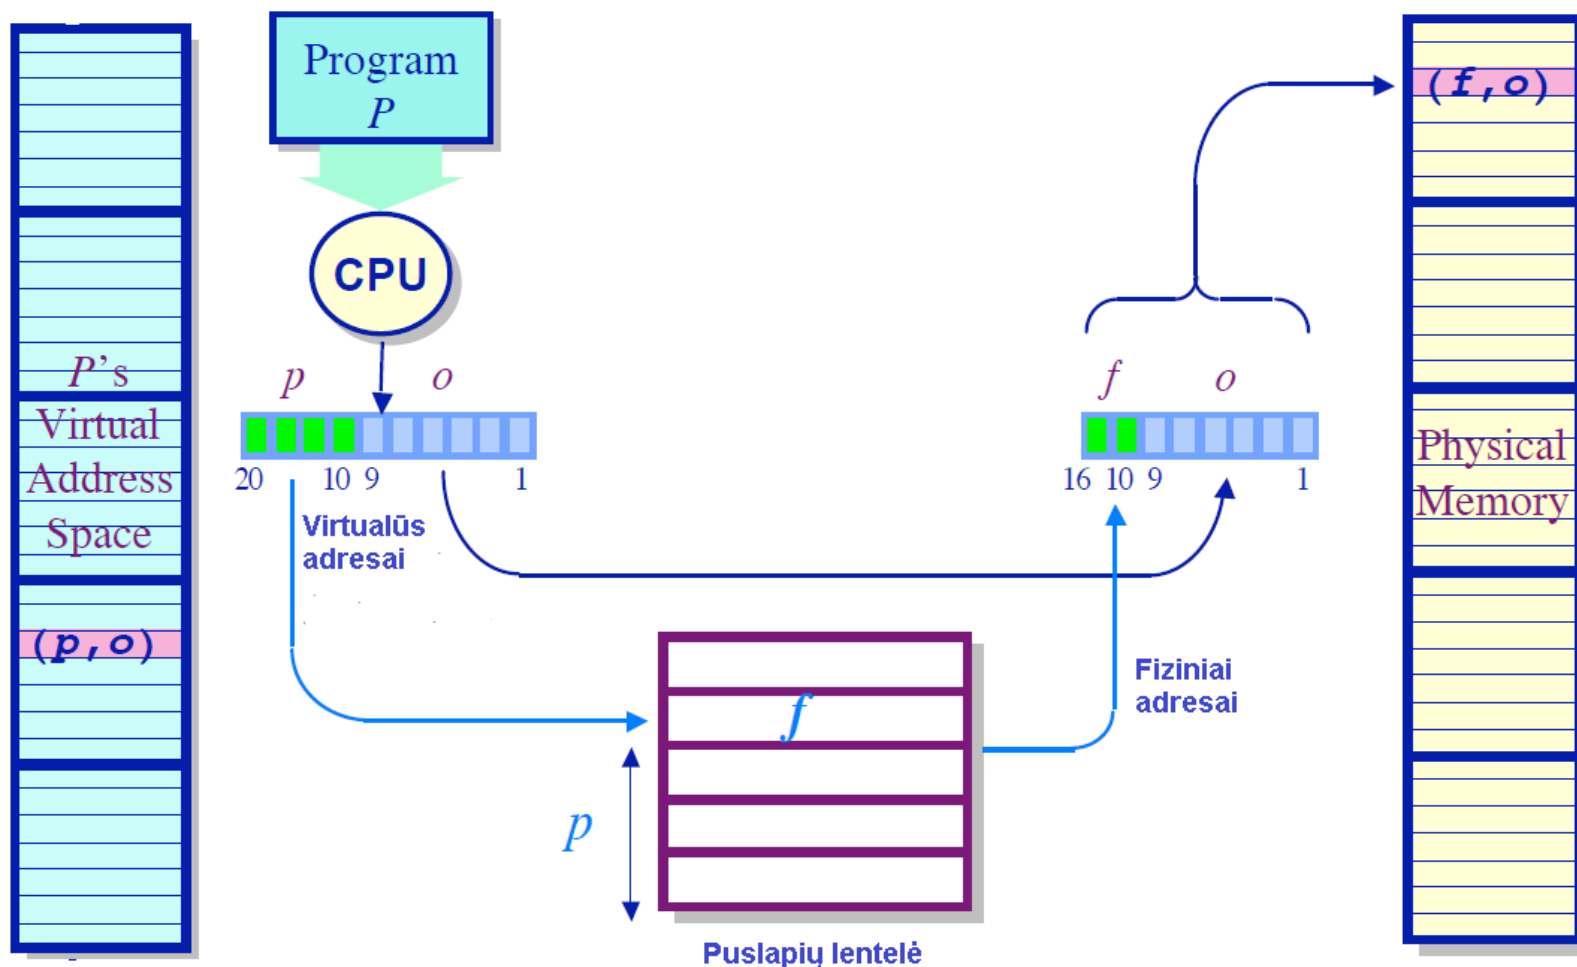 Program
P
CPU
P's
Virtual
Address
Space
(p,o)
p o
20 10 9 1
Virtualūs
adresai
f
p
Puslapių lentelė
f o
16 10 9 1
Fiziniai
adresai
(f,o)
Physical
Memory